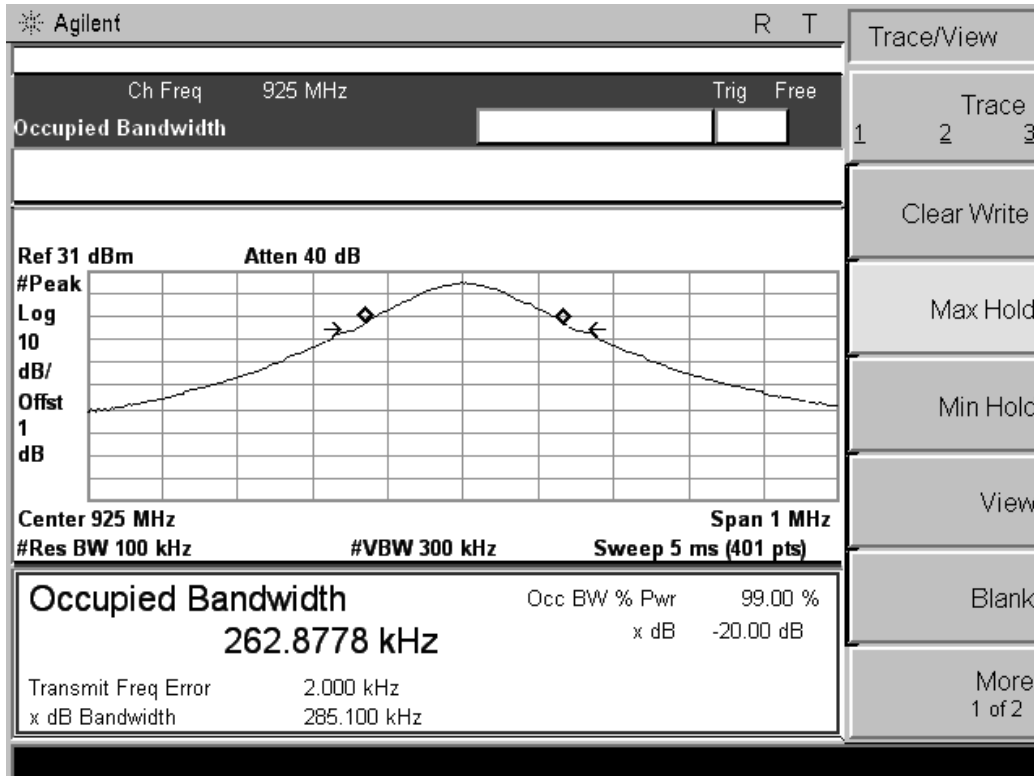 Agilent
R T
Trace/View
Ch Freq 925 MHz
Trig Free
Occupied Bandwidth
Trace
1 2 3
Clear Write
Max Hold
Min Hold
View
Blank
More
1 of 2
Ref 31 dBm
Atten 40 dB
#Peak
Log
10
dB/
Offst
1
dB
Center 925 MHz
Span 1 MHz
#Res BW 100 kHz
#VBW 300 kHz
Sweep 5 ms (401 pts)
Occupied Bandwidth
262.8778 kHz
Occ BW % Pwr 99.00 %
x dB -20.00 dB
Transmit Freq Error 2.000 kHz
x dB Bandwidth 285.100 kHz